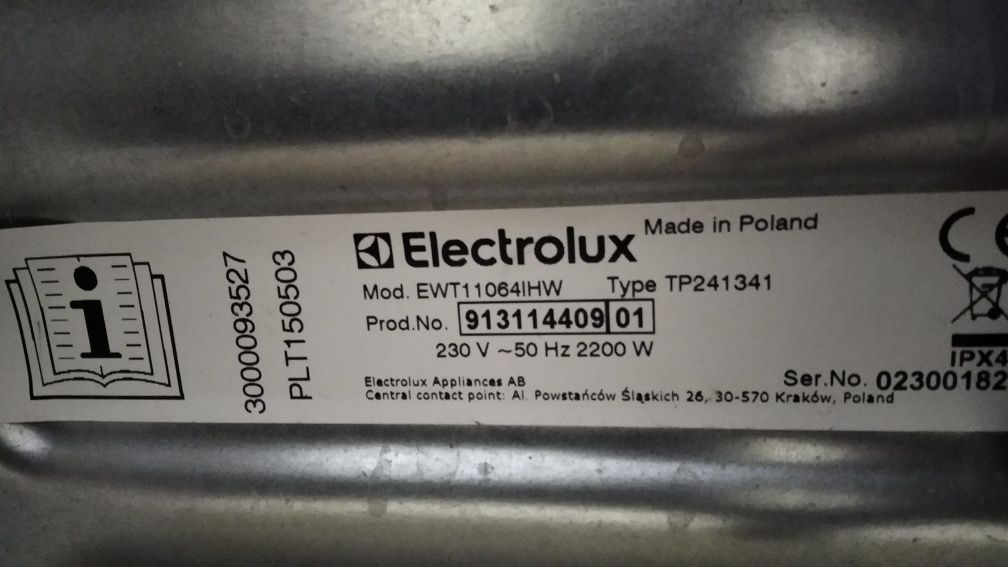 3000093527
PLT150503
Electrolux Made in Poland
Mod. EWT11064IHW Type TP241341
Prod.No. 913114409 01
230 V ~50 Hz 2200 W
IPX4
Electrolux Appliances AB
Ser.No. 02300182
Central contact point: Al. Powstańców Śląskich 26, 30-570 Kraków, Poland